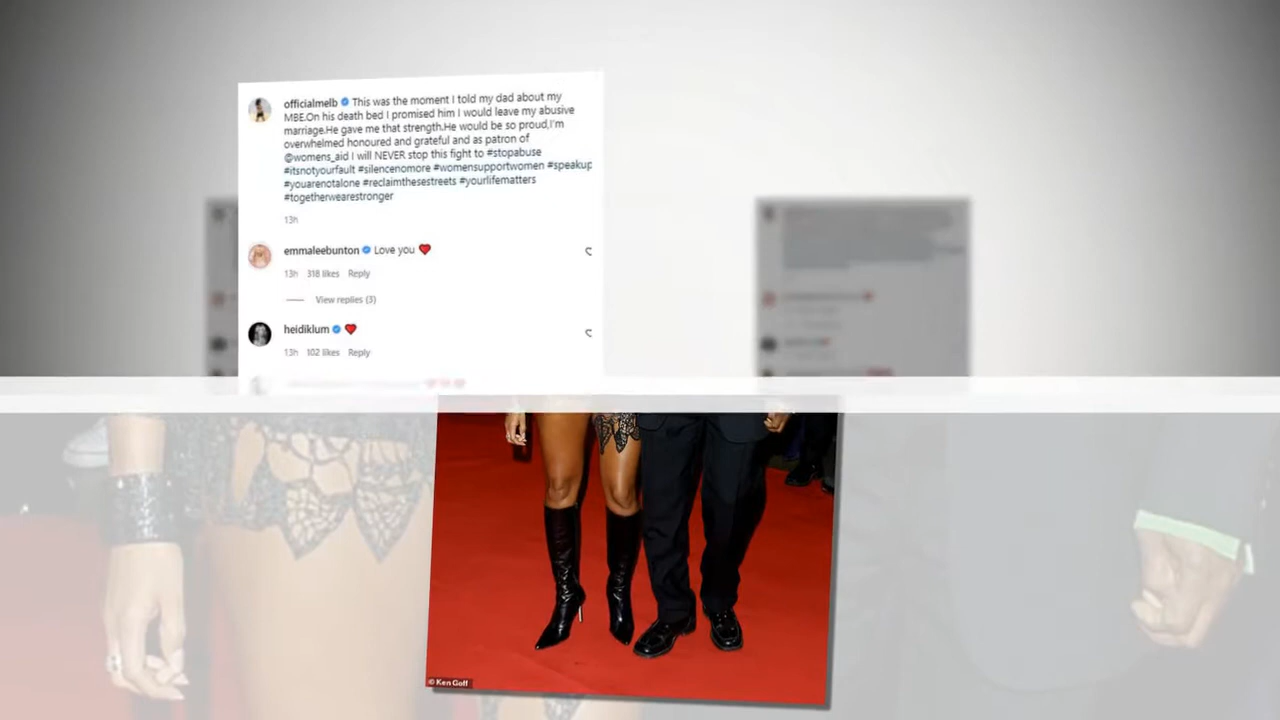 officialmelb This was the moment I told my dad about my
MBE.On his death bed I promised him I would leave my abusive
marriage.He gave me that strength.He would be so proud,I'm
overwhelmed honoured and grateful and as patron of
@womens_aid I will NEVER stop this fight to #stopabuse
#itsnotyourfault #silencenomore #womensupportwomen #speakup
#youarenotalone #reclaimthesestreets #yourlifematters
#togetherwearestronger
13h
emmaleebunton Love you ❤️
13h 318 likes Reply
View replies (3)
heidiklum ❤️
13h 102 likes Reply
© Ken Goff